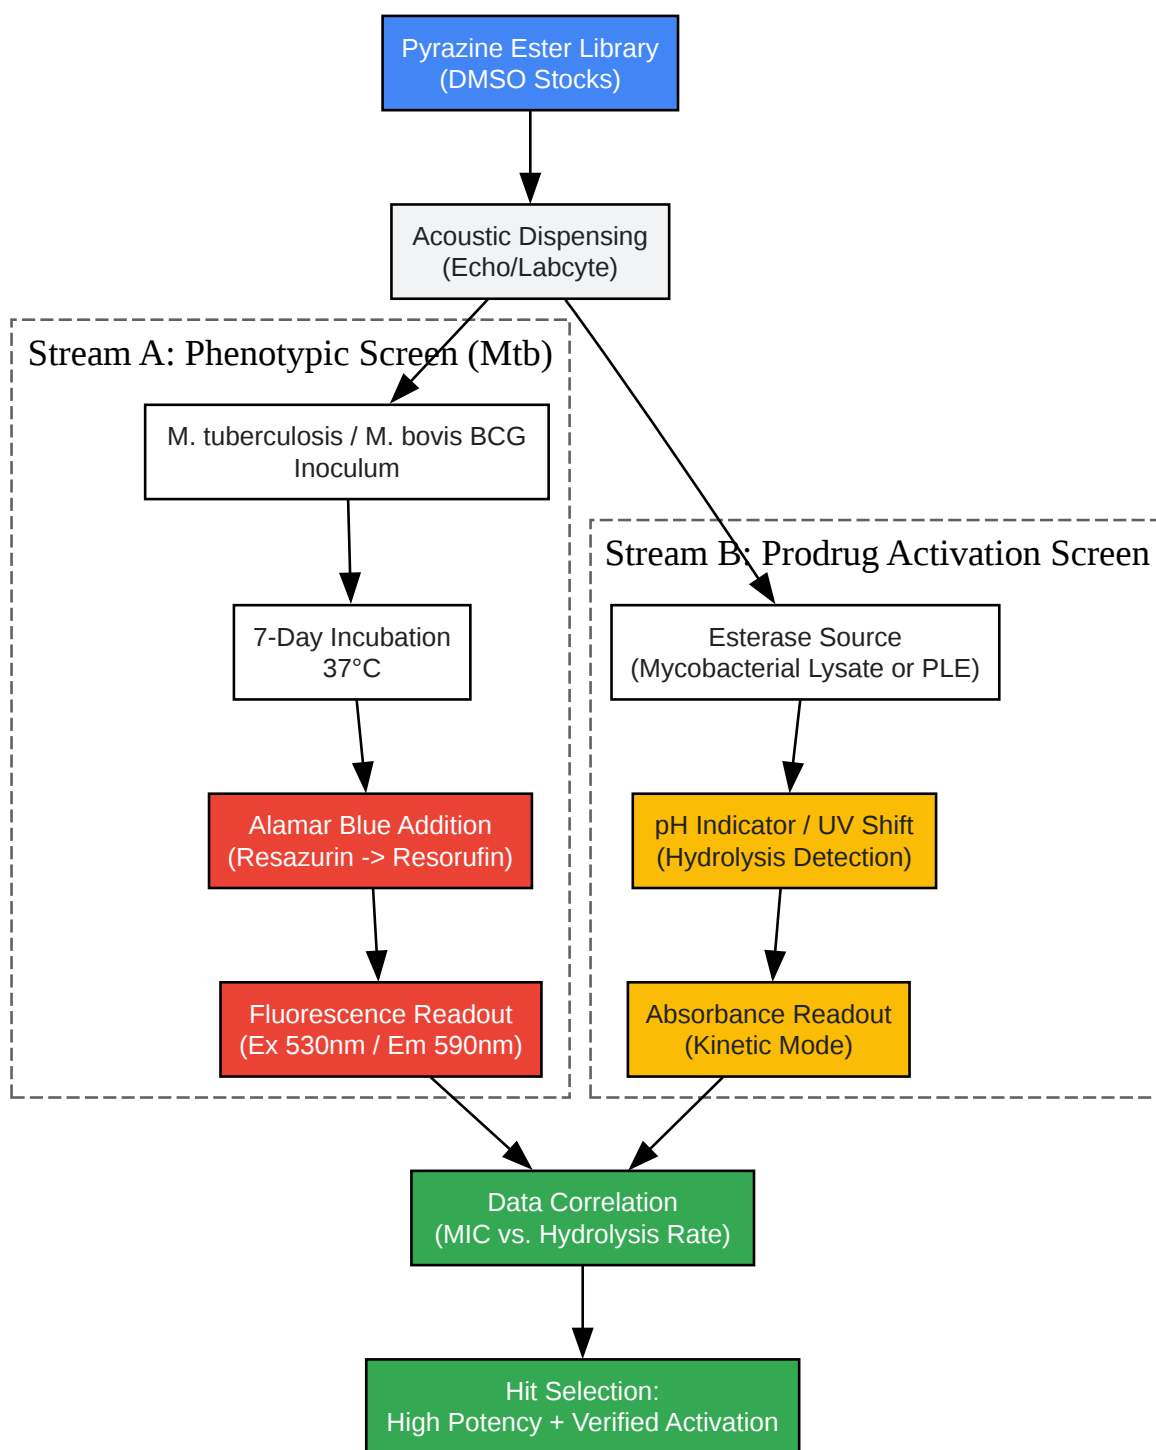 Pyrazine Ester Library
(DMSO Stocks)
Acoustic Dispensing
(Echo/Labcyte)
Stream A: Phenotypic Screen (Mtb)
M. tuberculosis / M. bovis BCG
Inoculum
7-Day Incubation
37°C
Alamar Blue Addition
(Resazurin -> Resorufin)
Fluorescence Readout
(Ex 530nm / Em 590nm)
Stream B: Prodrug Activation Screen
Esterase Source
(Mycobacterial Lysate or PLE)
pH Indicator / UV Shift
(Hydrolysis Detection)
Absorbance Readout
(Kinetic Mode)
Data Correlation
(MIC vs. Hydrolysis Rate)
Hit Selection:
High Potency + Verified Activation